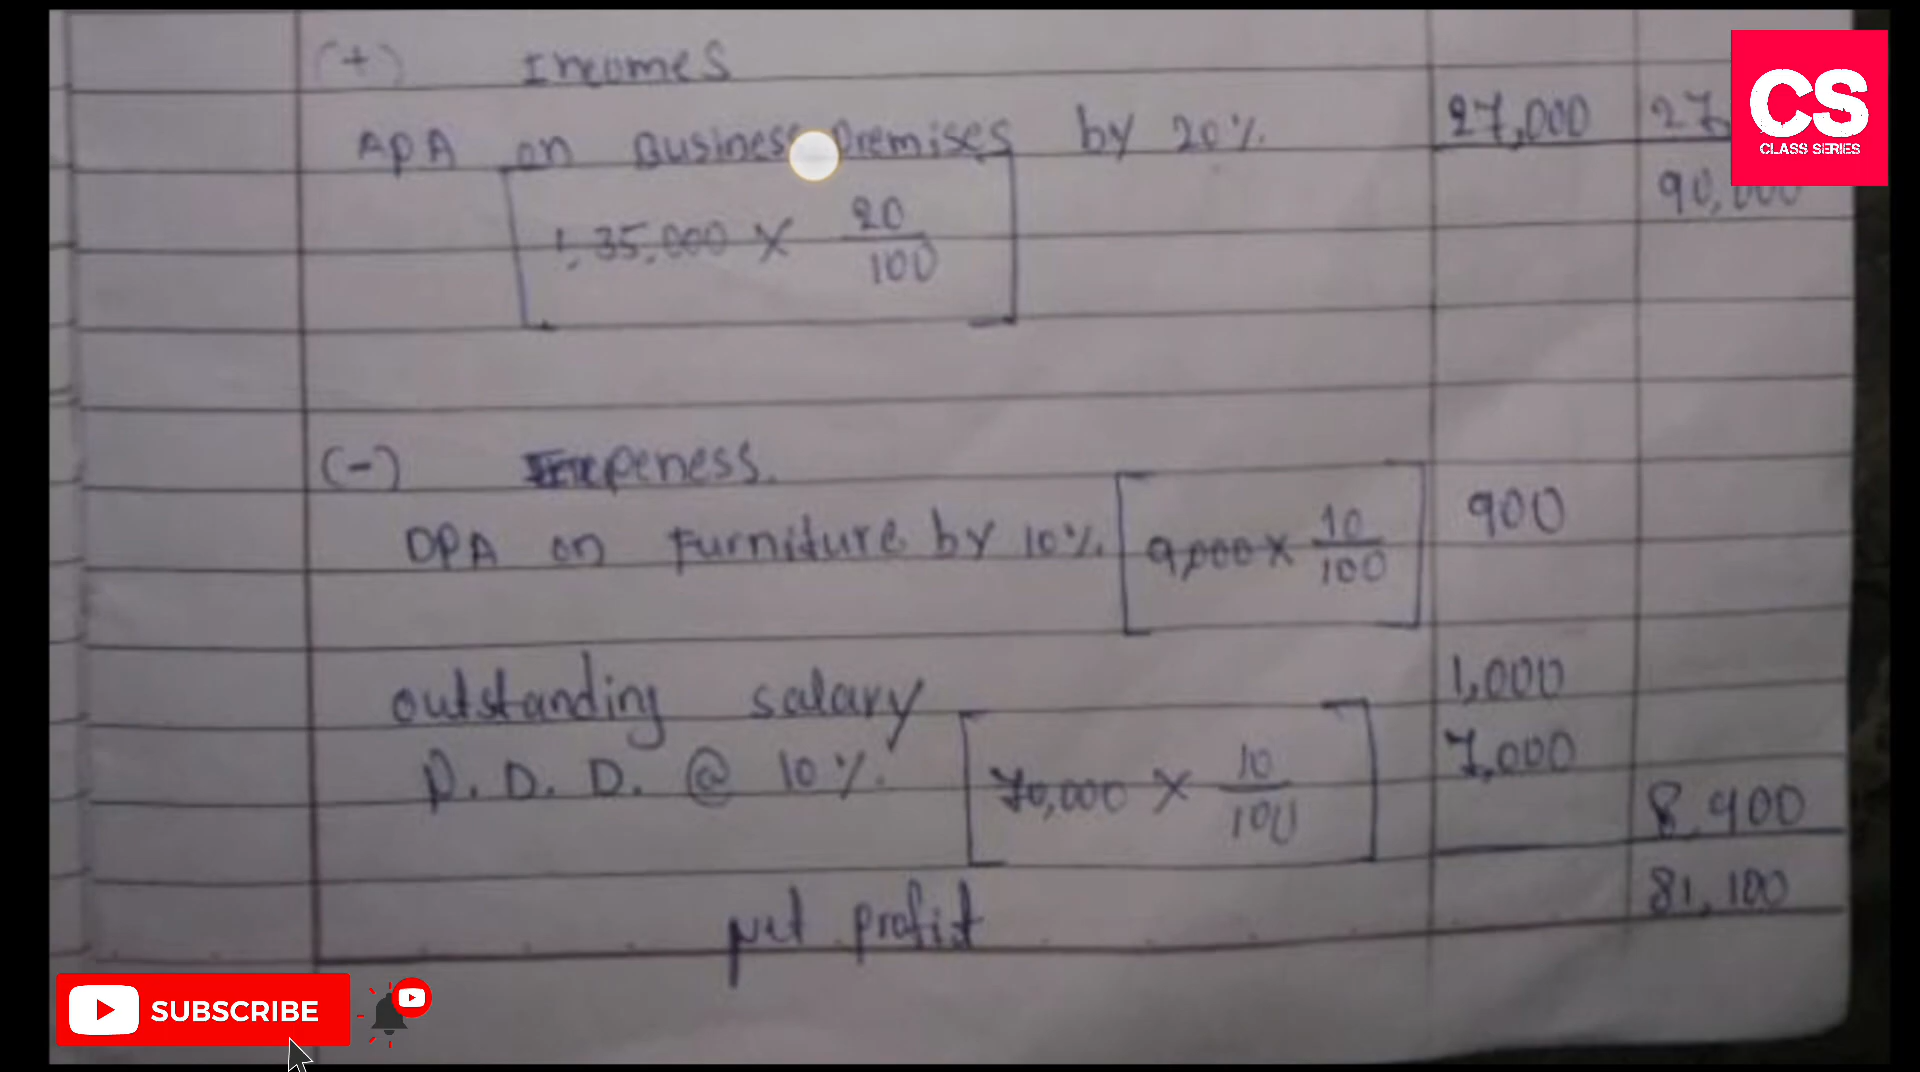 (+) Incomes
APA on Business Premises by 20%. 27,000 27,
90,000
1,35,000 × 20/100
(-) Expeness.
DPA on Furniture by 10%. [9,000 × 10/100] 900
outstanding salary 1,000
R. D. D. @ 10%. [70,000 × 10/100] 7,000
8,900
Net profit 81,100
CS
CLASS SERIES
SUBSCRIBE